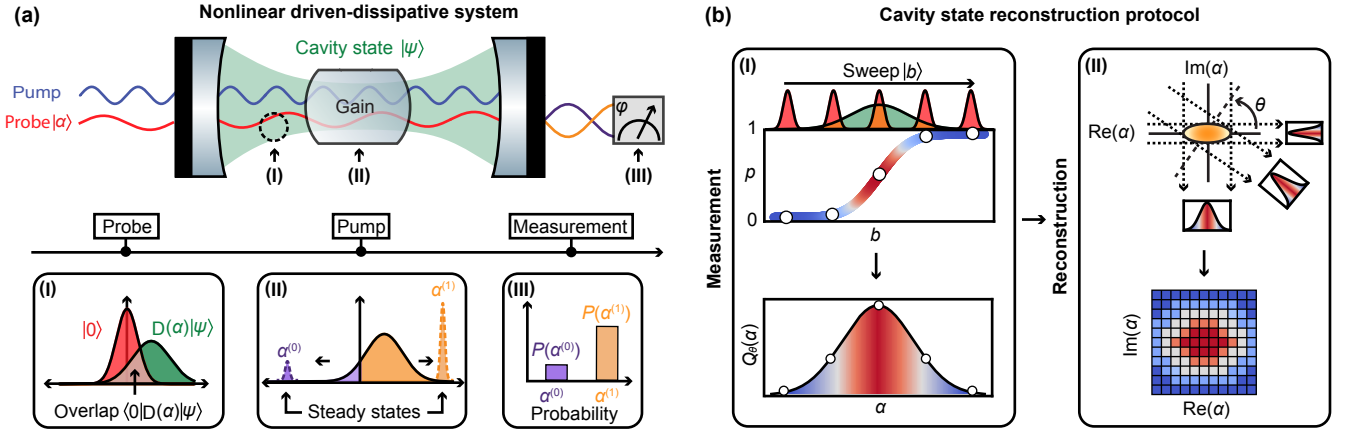 (a)
Nonlinear driven-dissipative system
Cavity state |ψ⟩
Pump
Probe|α⟩
Gain
φ
(I)
(II)
(III)
Probe
Pump
Measurement
(I)
|0⟩
D(α)|ψ⟩
Overlap ⟨0|D(α)|ψ⟩
(II)
α⁽⁰⁾
α⁽¹⁾
Steady states
(III)
P(α⁽⁰⁾)
P(α⁽¹⁾)
α⁽⁰⁾
α⁽¹⁾
Probability
(b)
Cavity state reconstruction protocol
Measurement
(I)
Sweep |b⟩
1
p
0
b
Qθ(α)
α
Reconstruction
(II)
Im(α)
θ
Re(α)
Im(α)
Re(α)